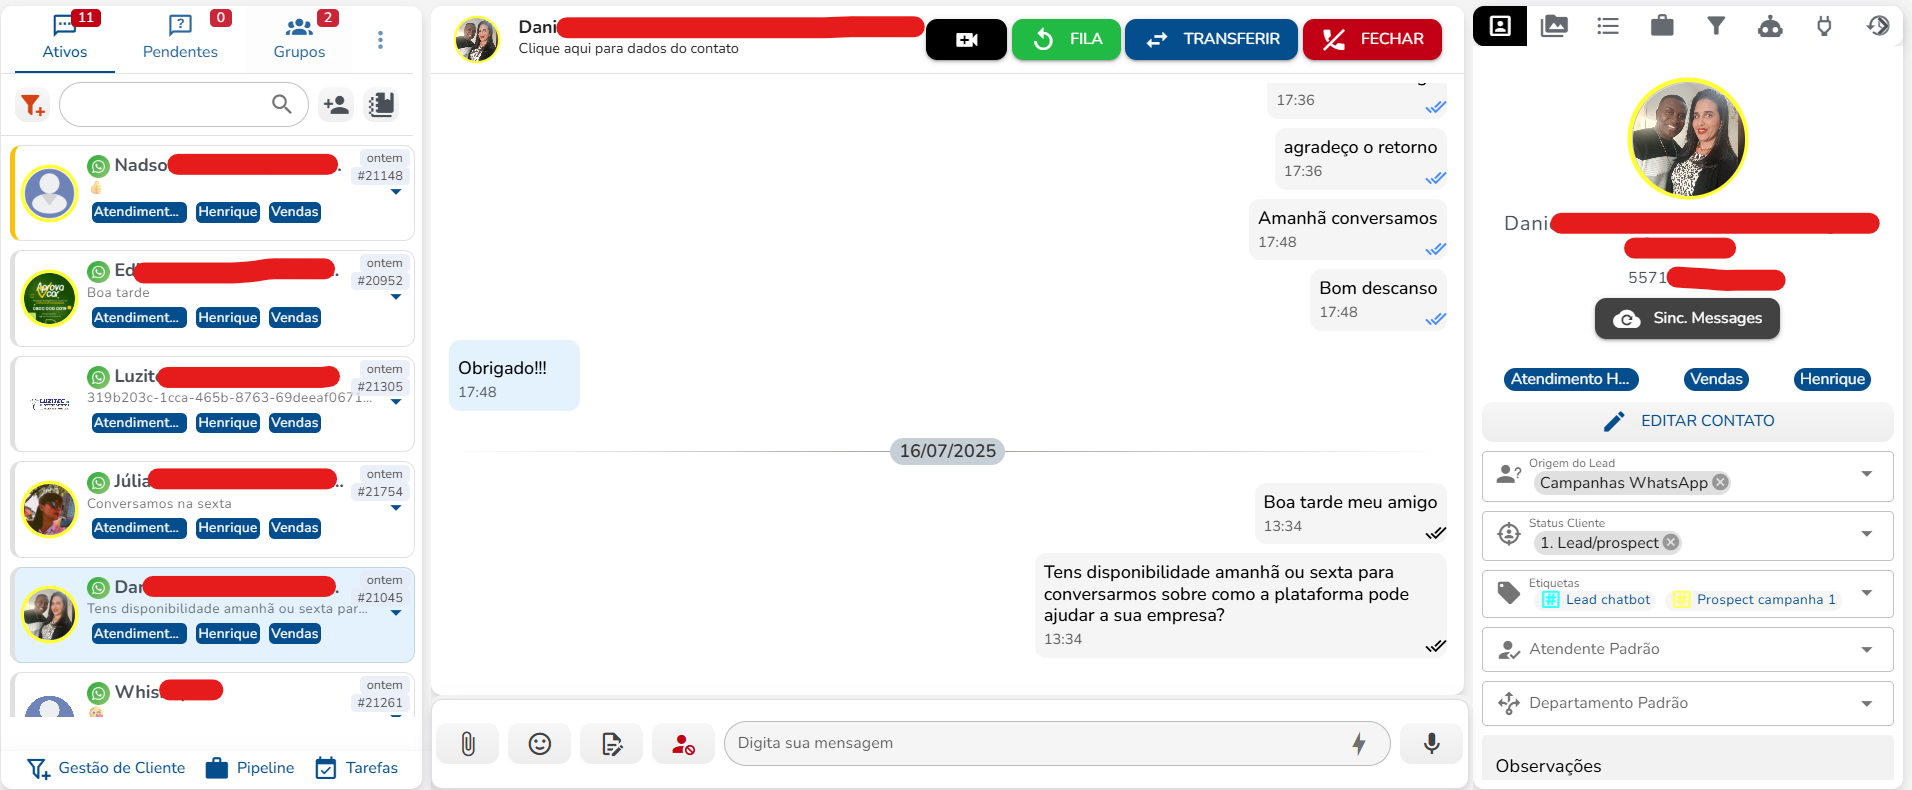 11
Ativos
0
Pendentes
2
Grupos
Nadso
.
ontem
#21148
Atendiment...
Henrique
Vendas
Ed
.
ontem
#20952
Boa tarde
Atendiment...
Henrique
Vendas
Luzit
ontem
#21305
319b203c-1cca-465b-8763-69deeaf0671...
Atendiment...
Henrique
Vendas
Júlia
..
ontem
#21754
Conversamos na sexta
Atendiment...
Henrique
Vendas
Dan
.
ontem
#21045
Tens disponibilidade amanhã ou sexta par...
Atendiment...
Henrique
Vendas
Whis
ontem
#21261
Gestão de Cliente
Pipeline
Tarefas
Dani
Clique aqui para dados do contato
FILA
TRANSFERIR
FECHAR
17:36
agradeço o retorno
17:36
Amanhã conversamos
17:48
Bom descanso
17:48
Obrigado!!!
17:48
16/07/2025
Boa tarde meu amigo
13:34
Tens disponibilidade amanhã ou sexta para
conversarmos sobre como a plataforma pode
ajudar a sua empresa?
13:34
Digita sua mensagem
Dani
5571
Sinc. Messages
Atendimento H...
Vendas
Henrique
EDITAR CONTATO
Origem do Lead
Campanhas WhatsApp
Status Cliente
1. Lead/prospect
Etiquetas
Lead chatbot
Prospect campanha 1
Atendente Padrão
Departamento Padrão
Observações